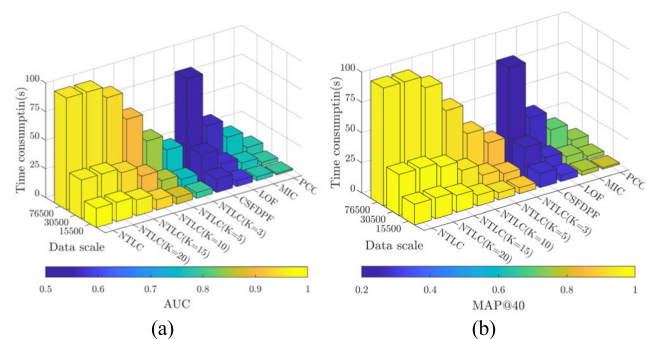 100
75
50
25
0
Time consumptin(s)
76500
30500
15500
Data scale
NTLC
NTLC(K=20)
NTLC(K=15)
NTLC(K=10)
NTLC(K=5)
NTLC(K=3)
CSFDPF
LOF
MIC
PCC
0.5 0.6 0.7 0.8 0.9 1
AUC
(a)
100
75
50
25
0
Time consumptin(s)
76500
30500
15500
Data scale
NTLC
NTLC(K=20)
NTLC(K=15)
NTLC(K=10)
NTLC(K=5)
NTLC(K=3)
CSFDPF
LOF
MIC
PCC
0.2 0.4 0.6 0.8 1
MAP@40
(b)